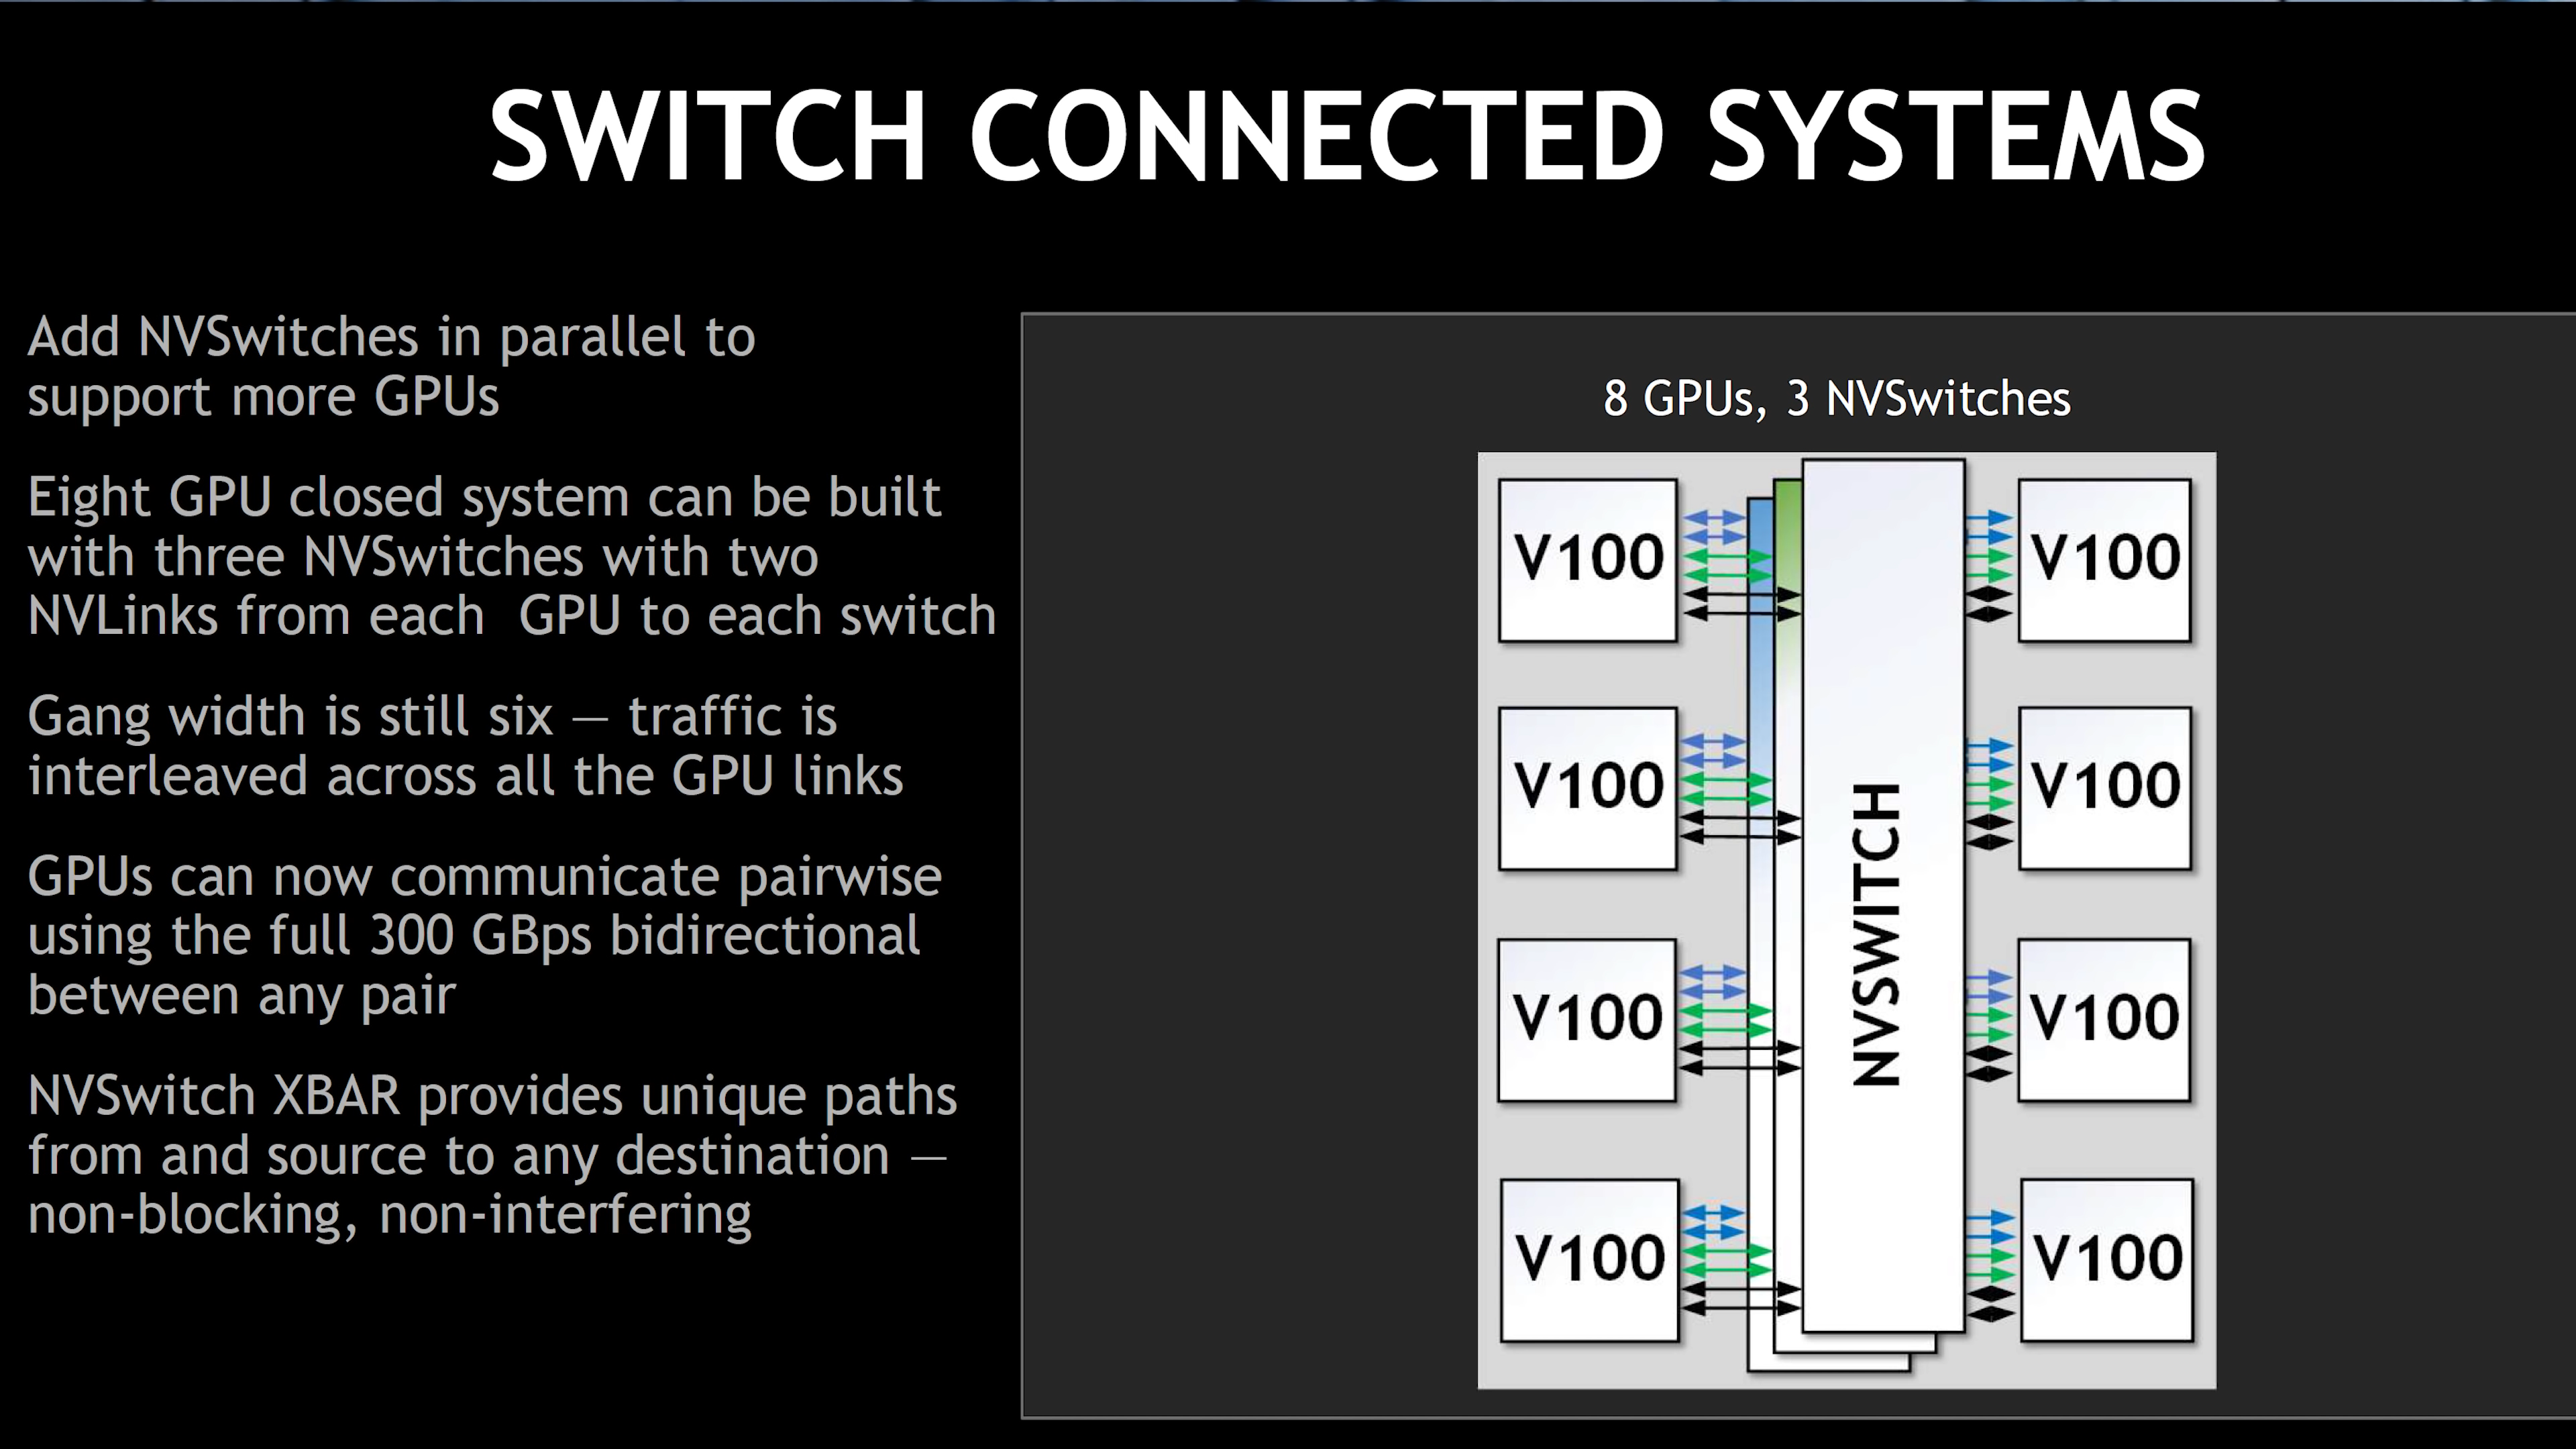 SWITCH CONNECTED SYSTEMS
Add NVSwitches in parallel to
support more GPUs
Eight GPU closed system can be built
with three NVSwitches with two
NVLinks from each  GPU to each switch
Gang width is still six — traffic is
interleaved across all the GPU links
GPUs can now communicate pairwise
using the full 300 GBps bidirectional
between any pair
NVSwitch XBAR provides unique paths
from and source to any destination —
non-blocking, non-interfering
8 GPUs, 3 NVSwitches
V100
V100
V100
V100
NVSWITCH
V100
V100
V100
V100